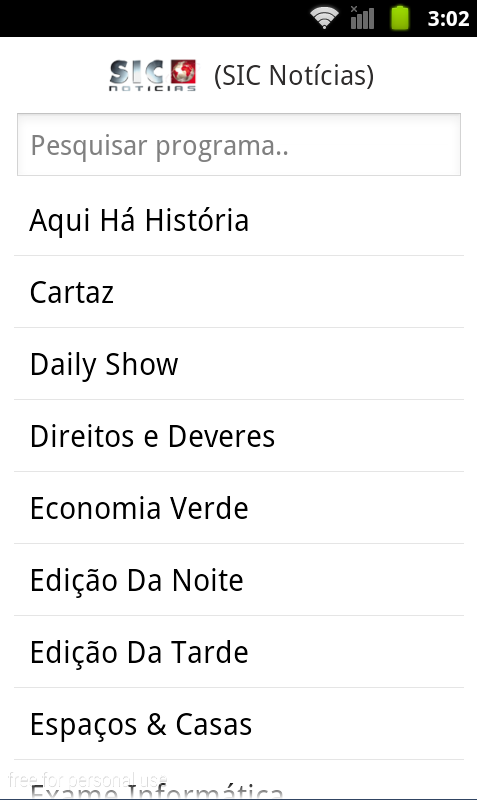 3:02
SIC NOTICIAS (SIC Notícias)
Pesquisar programa..
Aqui Há História
Cartaz
Daily Show
Direitos e Deveres
Economia Verde
Edição Da Noite
Edição Da Tarde
Espaços & Casas
free for personal use
Exame Informática